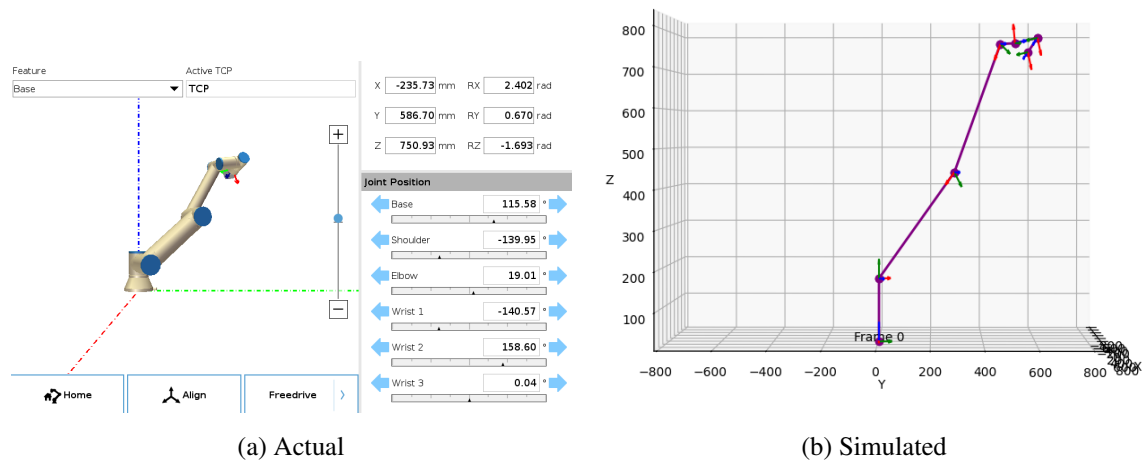 Feature
Active TCP
Base
TCP
X -235.73 mm RX 2.402 rad
Y 586.70 mm RY 0.670 rad
Z 750.93 mm RZ -1.693 rad
Joint Position
Base 115.58 °
Shoulder -139.95 °
Elbow 19.01 °
Wrist 1 -140.57 °
Wrist 2 158.60 °
Wrist 3 0.04 °
+
−
Home
Align
Freedrive
(a) Actual
800
700
600
500
400
300
200
100
Z
Frame 0
−800 −600 −400 −200 0 200 400 600 800
Y
X
(b) Simulated